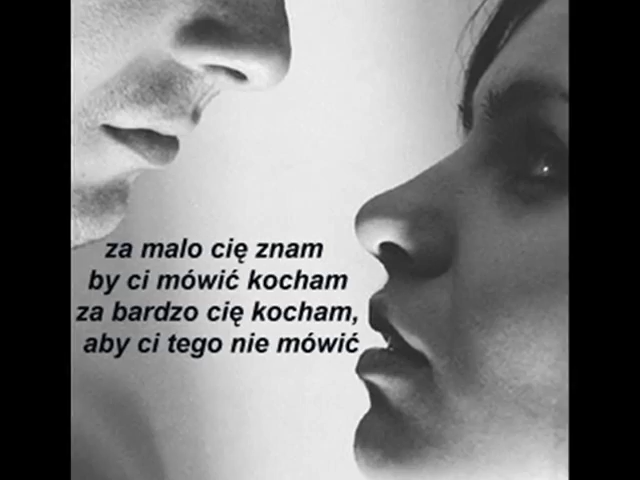 za malo cię znam
by ci mówić kocham
za bardzo cię kocham,
aby ci tego nie mówić